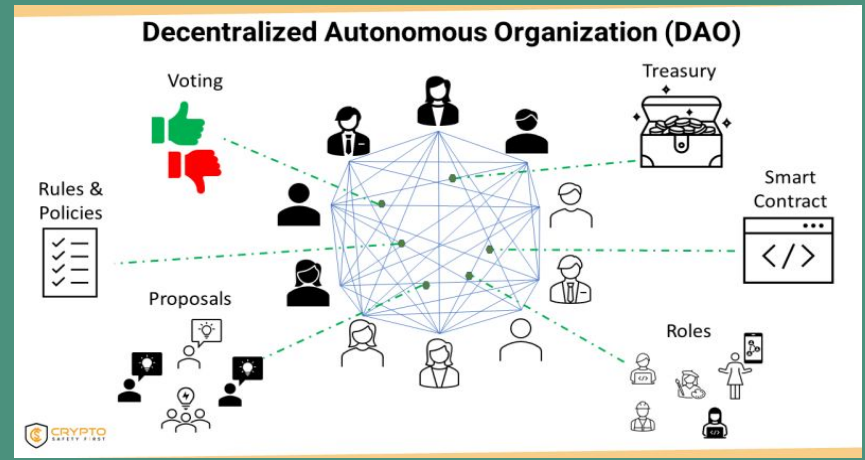 Decentralized Autonomous Organization (DAO)
Voting
Treasury
Rules &
Policies
Smart
Contract
</>
Proposals
Roles
CRYPTO
SAFETY FIRST